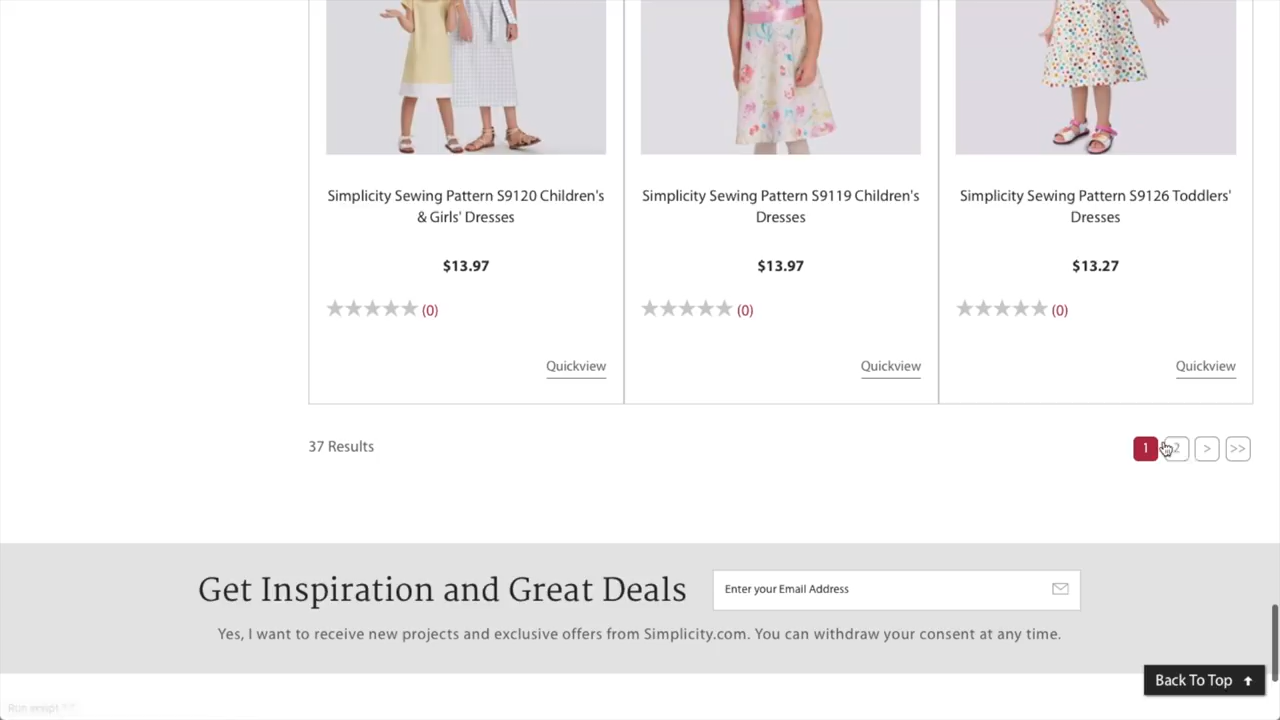 Simplicity Sewing Pattern S9120 Children's
& Girls' Dresses
$13.97
(0)
Quickview
Simplicity Sewing Pattern S9119 Children's
Dresses
$13.97
(0)
Quickview
Simplicity Sewing Pattern S9126 Toddlers'
Dresses
$13.27
(0)
Quickview
37 Results
1 2 > >>
Get Inspiration and Great Deals
Enter your Email Address
Yes, I want to receive new projects and exclusive offers from Simplicity.com. You can withdraw your consent at any time.
Back To Top